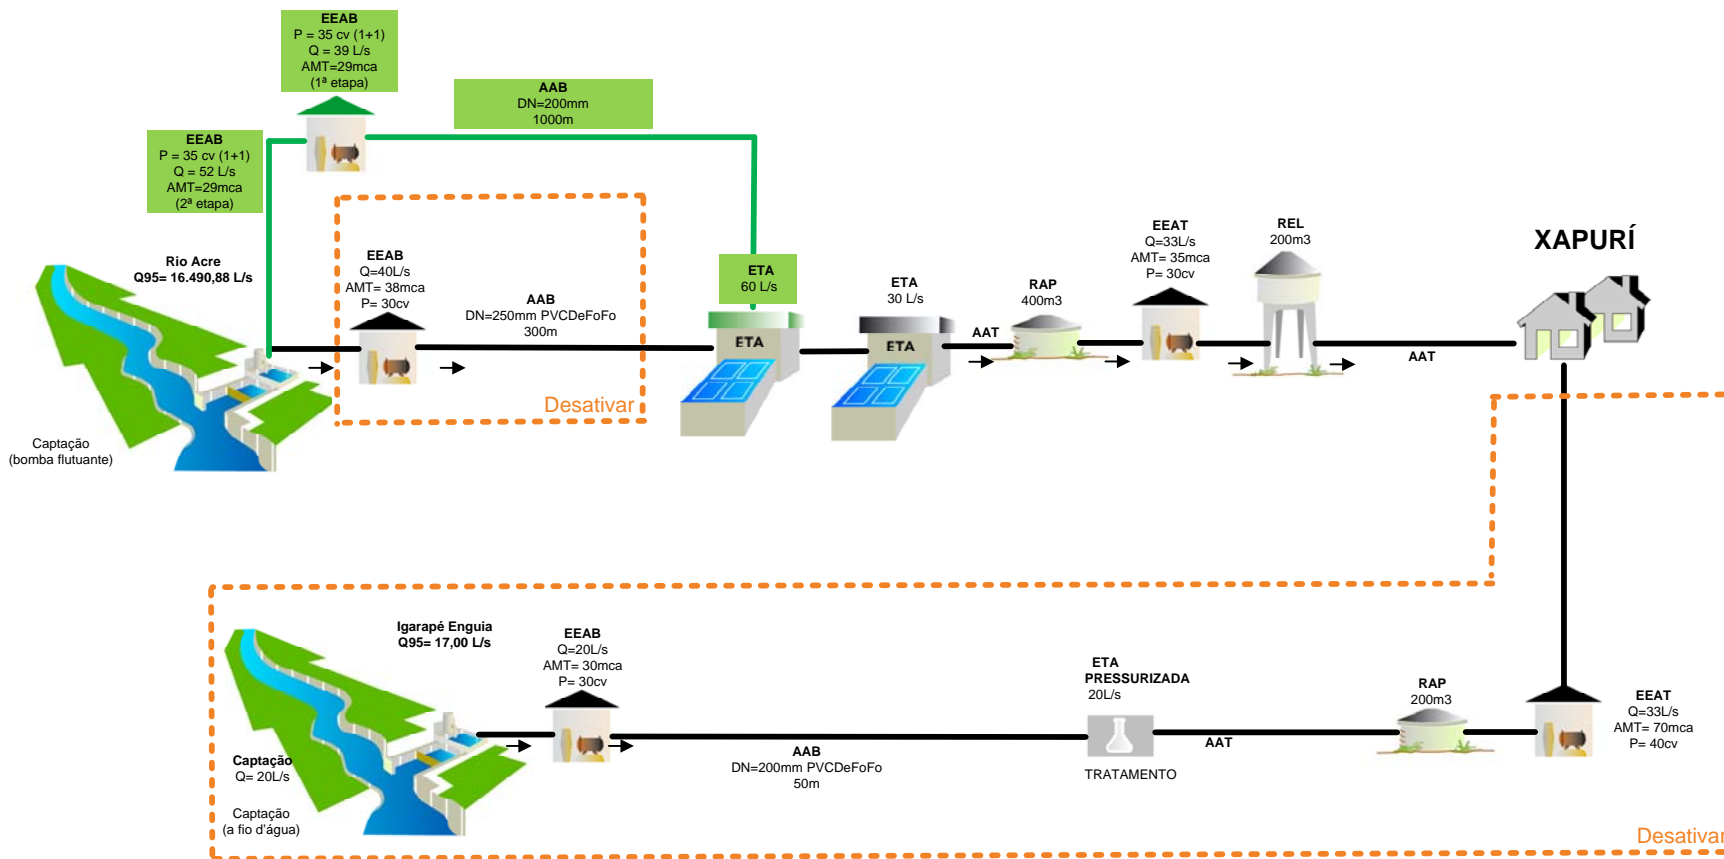 EEAB
P = 35 cv (1+1)
Q = 39 L/s
AMT=29mca
(1ª etapa)
AAB
DN=200mm
1000m
EEAB
P = 35 cv (1+1)
Q = 52 L/s
AMT=29mca
(2ª etapa)
Rio Acre
Q95= 16.490,88 L/s
EEAB
Q=40L/s
AMT= 38mca
P= 30cv
AAB
DN=250mm PVCDeFoFo
300m
Desativar
ETA
60 L/s
ETA
ETA
30 L/s
ETA
AAT
RAP
400m3
EEAT
Q=33L/s
AMT= 35mca
P= 30cv
REL
200m3
AAT
XAPURÍ
Captação
(bomba flutuante)
Igarapé Enguia
Q95= 17,00 L/s
EEAB
Q=20L/s
AMT= 30mca
P= 30cv
Captação
Q= 20L/s
Captação
(a fio d'água)
AAB
DN=200mm PVCDeFoFo
50m
ETA
PRESSURIZADA
20L/s
TRATAMENTO
AAT
RAP
200m3
EEAT
Q=33L/s
AMT= 70mca
P= 40cv
Desativar